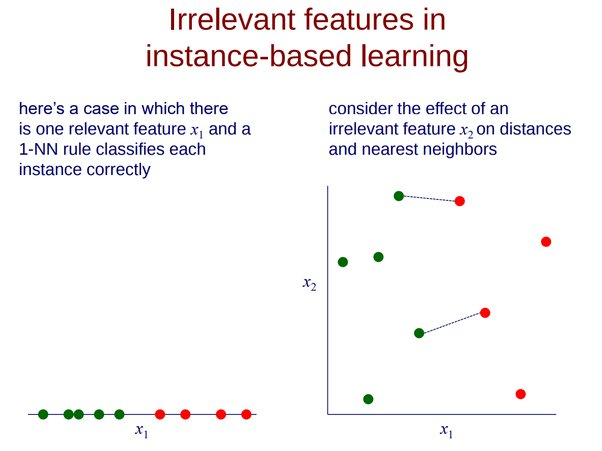 Irrelevant features in
instance-based learning
here's a case in which there
is one relevant feature x1 and a
1-NN rule classifies each
instance correctly
consider the effect of an
irrelevant feature x2 on distances
and nearest neighbors
x2
x1
x1